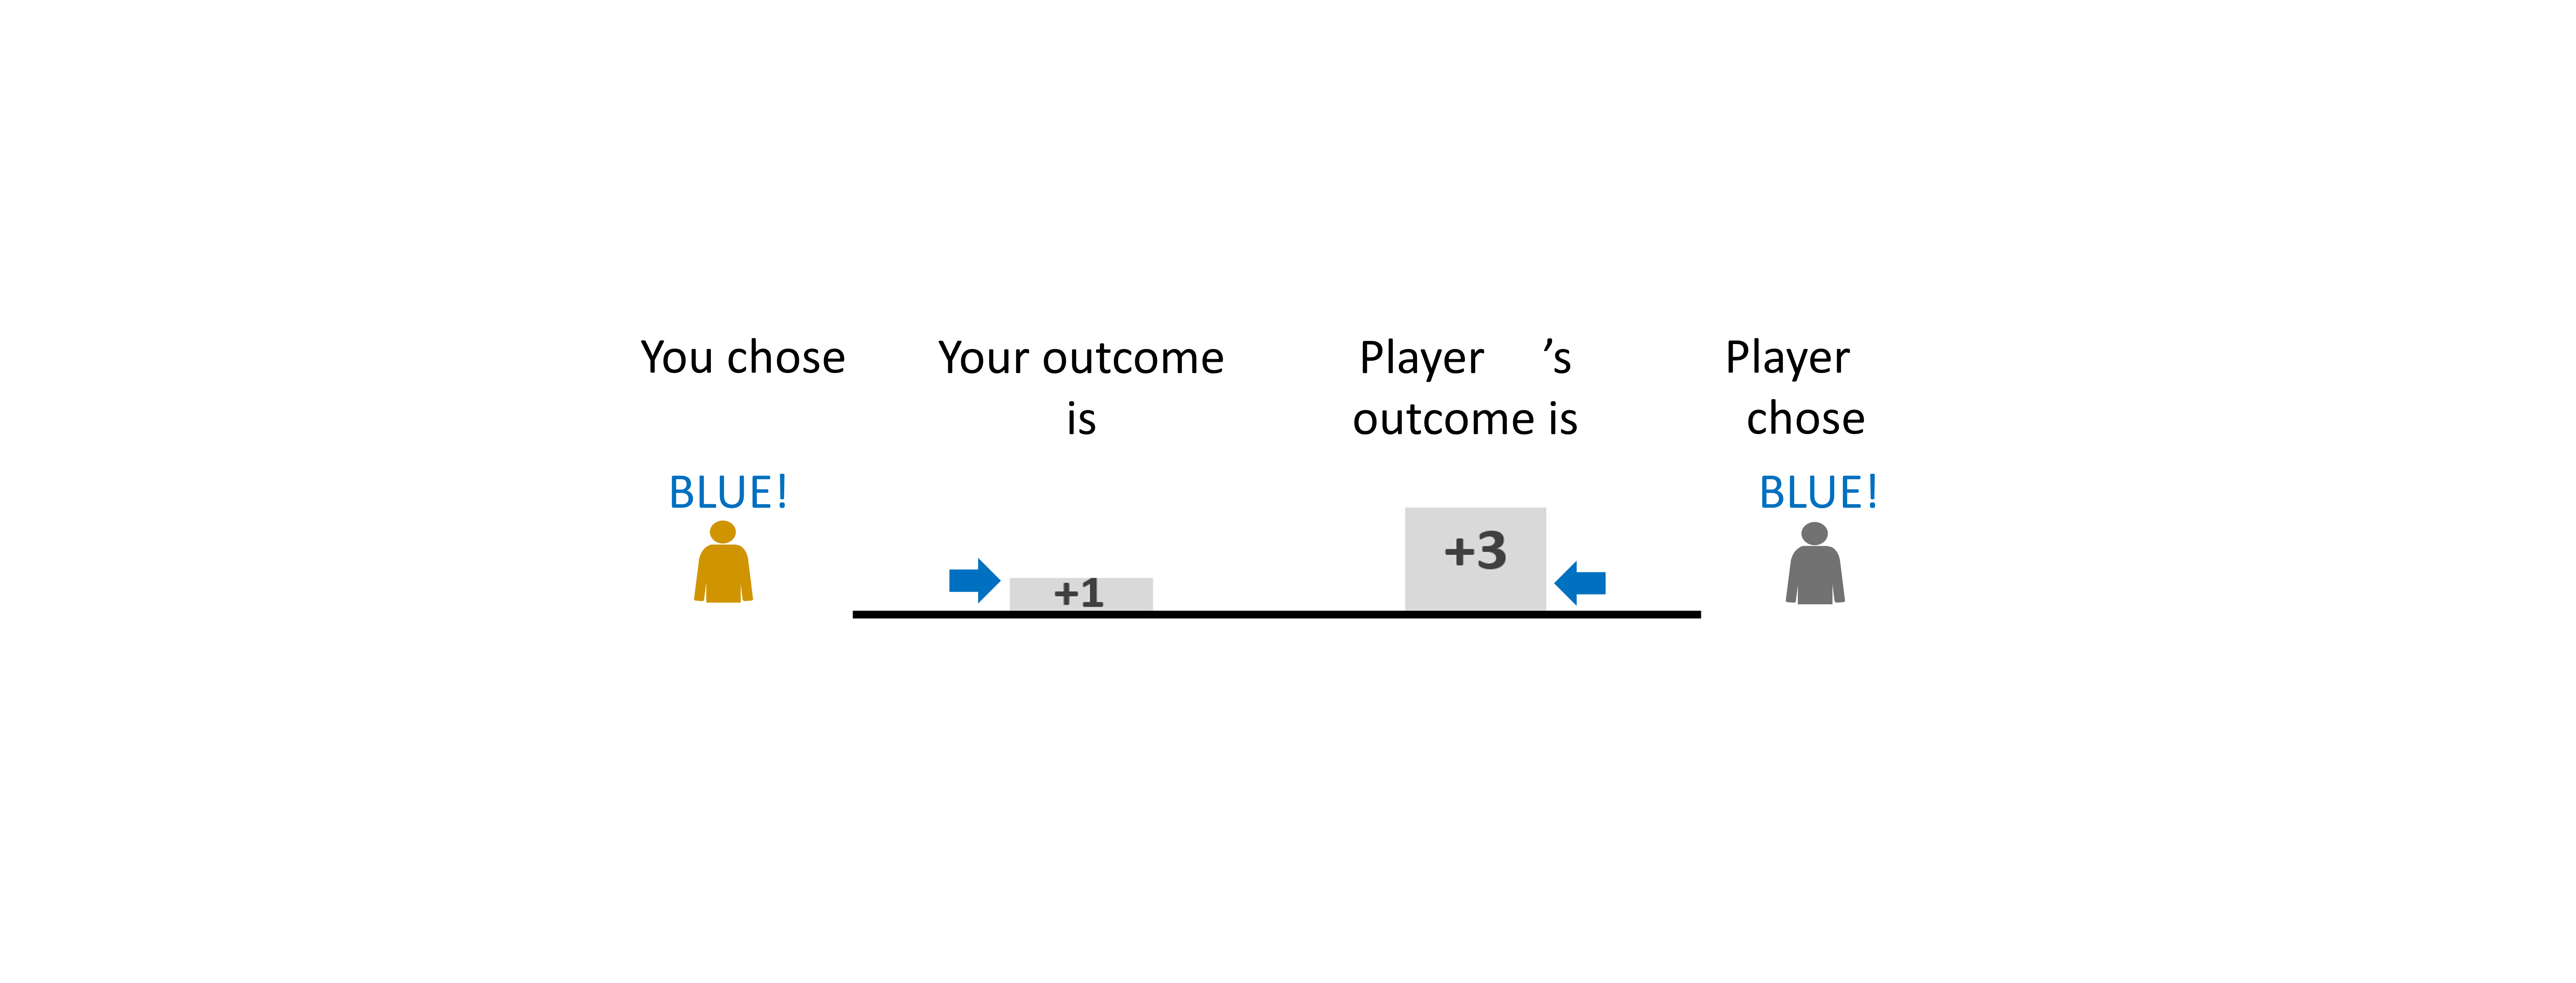 You chose
Your outcome
is
Player ’s
outcome is
Player
chose
BLUE!
+1
+3
BLUE!